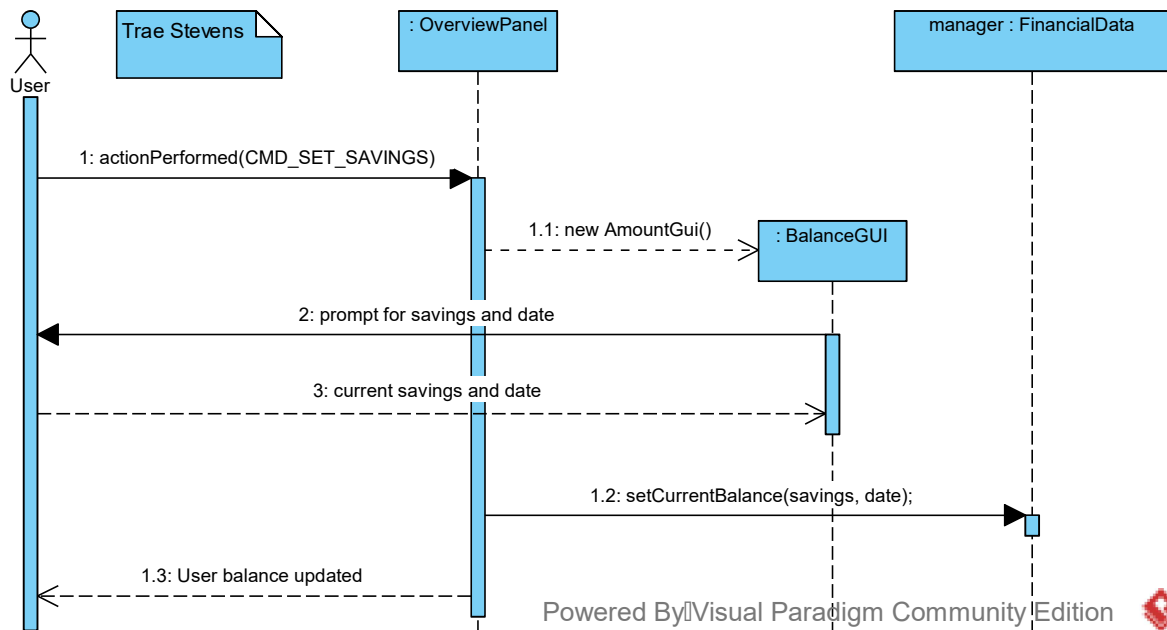 Trae Stevens
: OverviewPanel
manager : FinancialData
User
1: actionPerformed(CMD_SET_SAVINGS)
1.1: new AmountGui()
: BalanceGUI
2: prompt for savings and date
3: current savings and date
1.2: setCurrentBalance(savings, date);
1.3: User balance updated
Powered By▯Visual Paradigm Community Edition